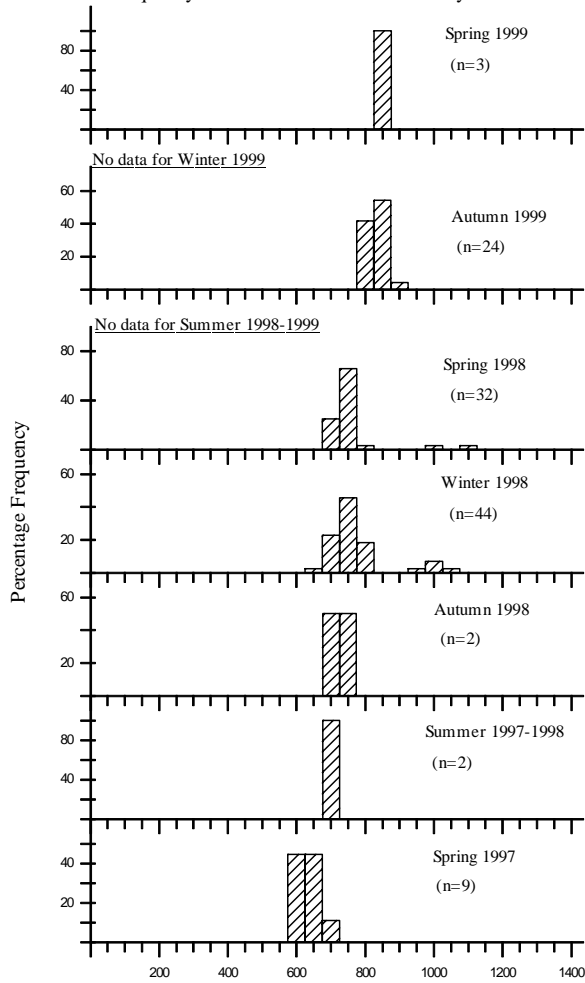 80
40
Spring 1999
(n=3)
No data for Winter 1999
60
40
20
Autumn 1999
(n=24)
No data for Summer 1998-1999
80
40
Spring 1998
(n=32)
Percentage Frequency
60
20
Winter 1998
(n=44)
60
20
Autumn 1998
(n=2)
80
40
Summer 1997-1998
(n=2)
40
20
Spring 1997
(n=9)
200 400 600 800 1000 1200 1400